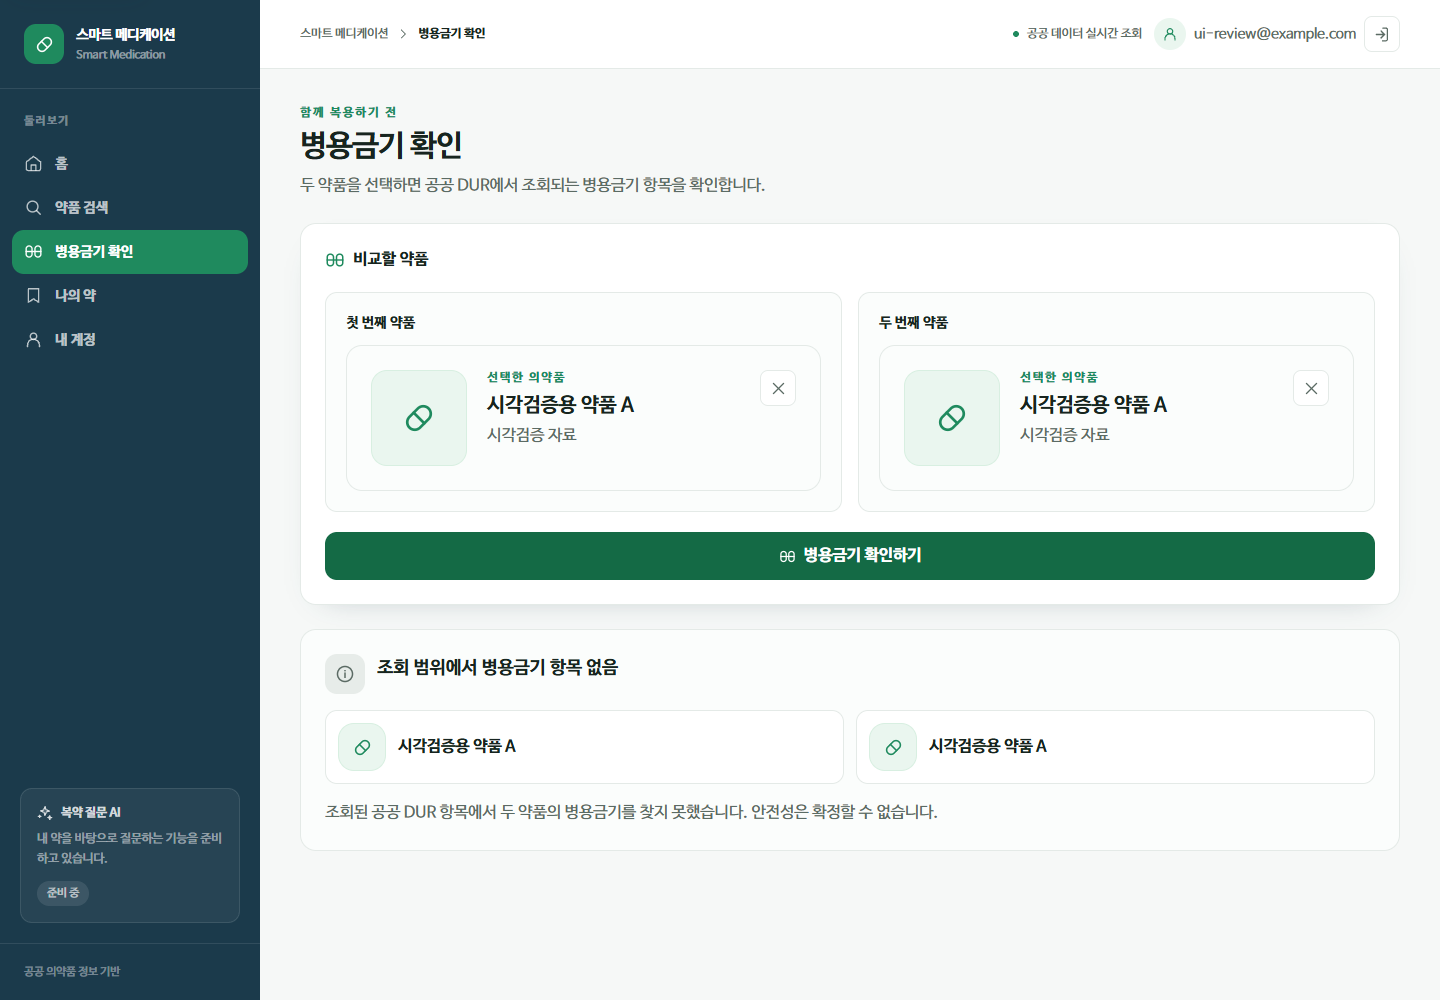 스마트 메디케이션
Smart Medication
둘러보기
홈
약품 검색
병용금기 확인
나의 약
내 계정
복약 질문 AI
내 약을 바탕으로 질문하는 기능을 준비
하고 있습니다.
준비 중
공공 의약품 정보 기반
스마트 메디케이션 > 병용금기 확인
공공 데이터 실시간 조회
ui-review@example.com
함께 복용하기 전
병용금기 확인
두 약품을 선택하면 공공 DUR에서 조회되는 병용금기 항목을 확인합니다.
비교할 약품
첫 번째 약품
선택한 의약품
시각검증용 약품 A
시각검증 자료
두 번째 약품
선택한 의약품
시각검증용 약품 A
시각검증 자료
병용금기 확인하기
조회 범위에서 병용금기 항목 없음
시각검증용 약품 A
시각검증용 약품 A
조회된 공공 DUR 항목에서 두 약품의 병용금기를 찾지 못했습니다. 안전성은 확정할 수 없습니다.